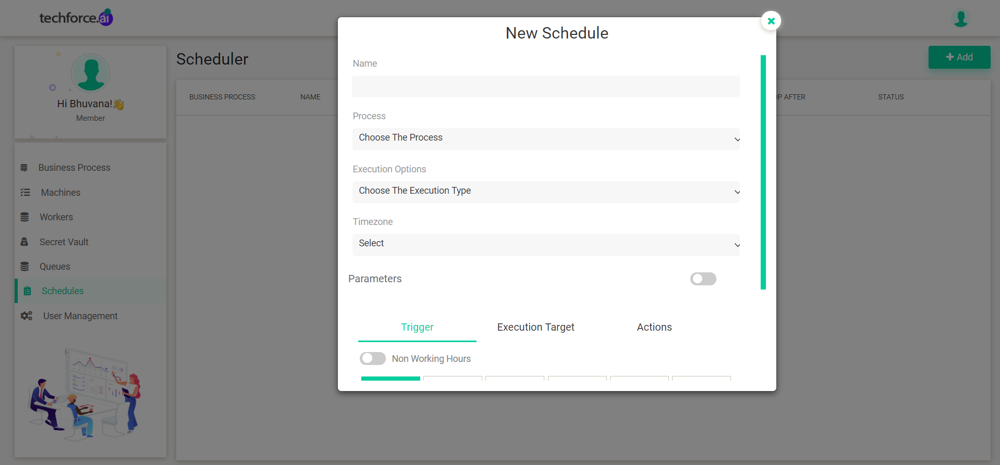 techforce.ai
Hi Bhuvana!👋
Member
Business Process
Machines
Workers
Secret Vault
Queues
Schedules
User Management
Scheduler
Add
BUSINESS PROCESS
NAME
OP AFTER
STATUS
New Schedule
Name
Process
Choose The Process
Execution Options
Choose The Execution Type
Timezone
Select
Parameters
Trigger
Execution Target
Actions
Non Working Hours